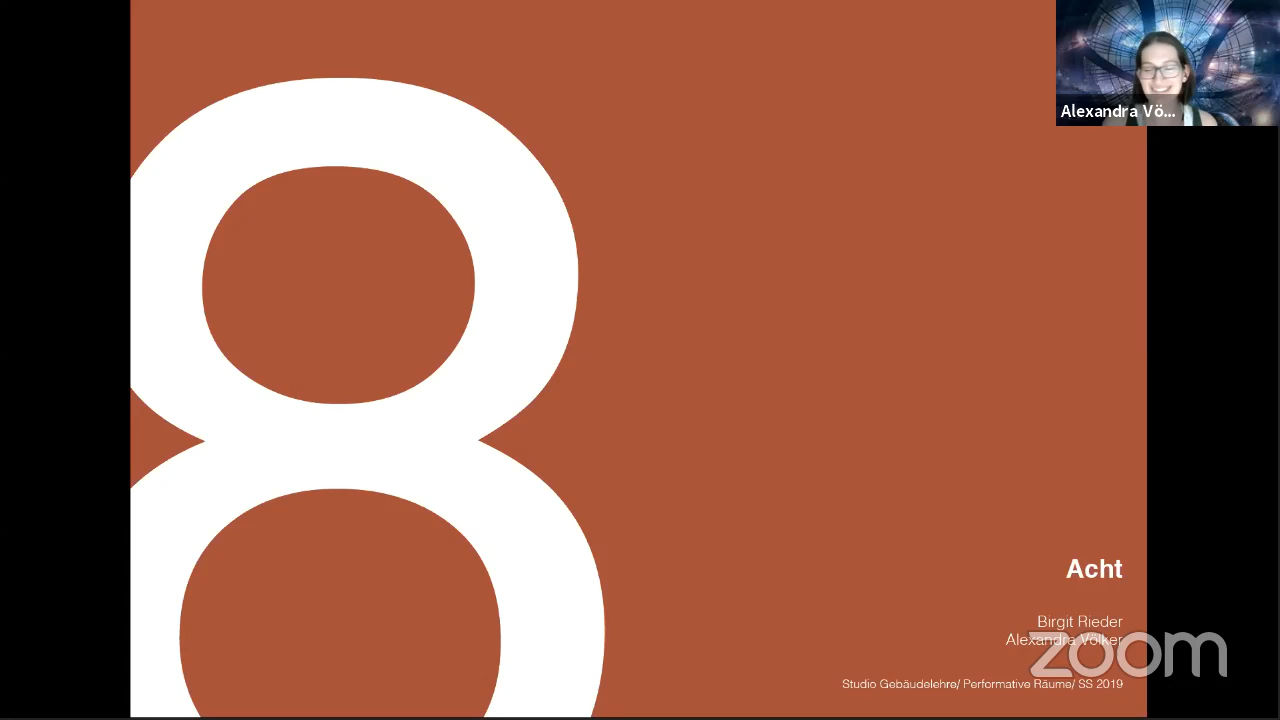 Alexandra Vö...
8
Acht
Birgit Rieder
Alexandra Völker
zoom
Studio Gebäudelehre/ Performative Räume/ SS 2019